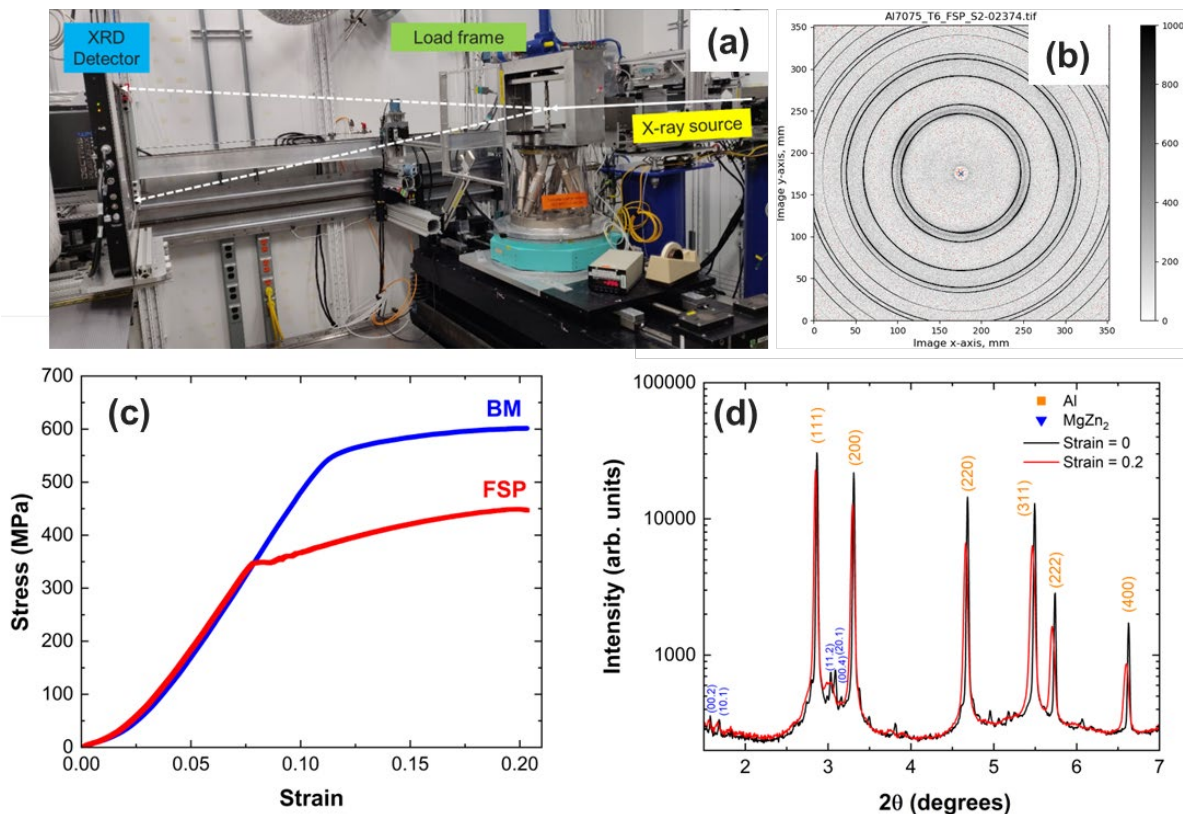 XRD
Detector
Load frame
(a)
X-ray source
Al7075_T6_FSP_S2-02374.tif
(b)
350
300
250
200
150
100
50
0
Image y-axis, mm
0 50 100 150 200 250 300 350
Image x-axis, mm
1000
800
600
400
200
0
(c)
700
600
500
400
300
200
100
0
Stress (MPa)
BM
FSP
0.00 0.05 0.10 0.15 0.20
Strain
(d)
100000
10000
1000
Intensity (arb. units)
Al
MgZn₂
Strain = 0
Strain = 0.2
(111)
(200)
(220)
(311)
(222)
(400)
(00.2)
(10.1)
(11.2)
(00.4)
(20.1)
2 3 4 5 6 7
2θ (degrees)